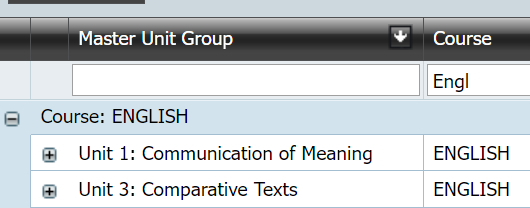 Master Unit Group Course
Engl
Course: ENGLISH
Unit 1: Communication of Meaning ENGLISH
Unit 3: Comparative Texts ENGLISH